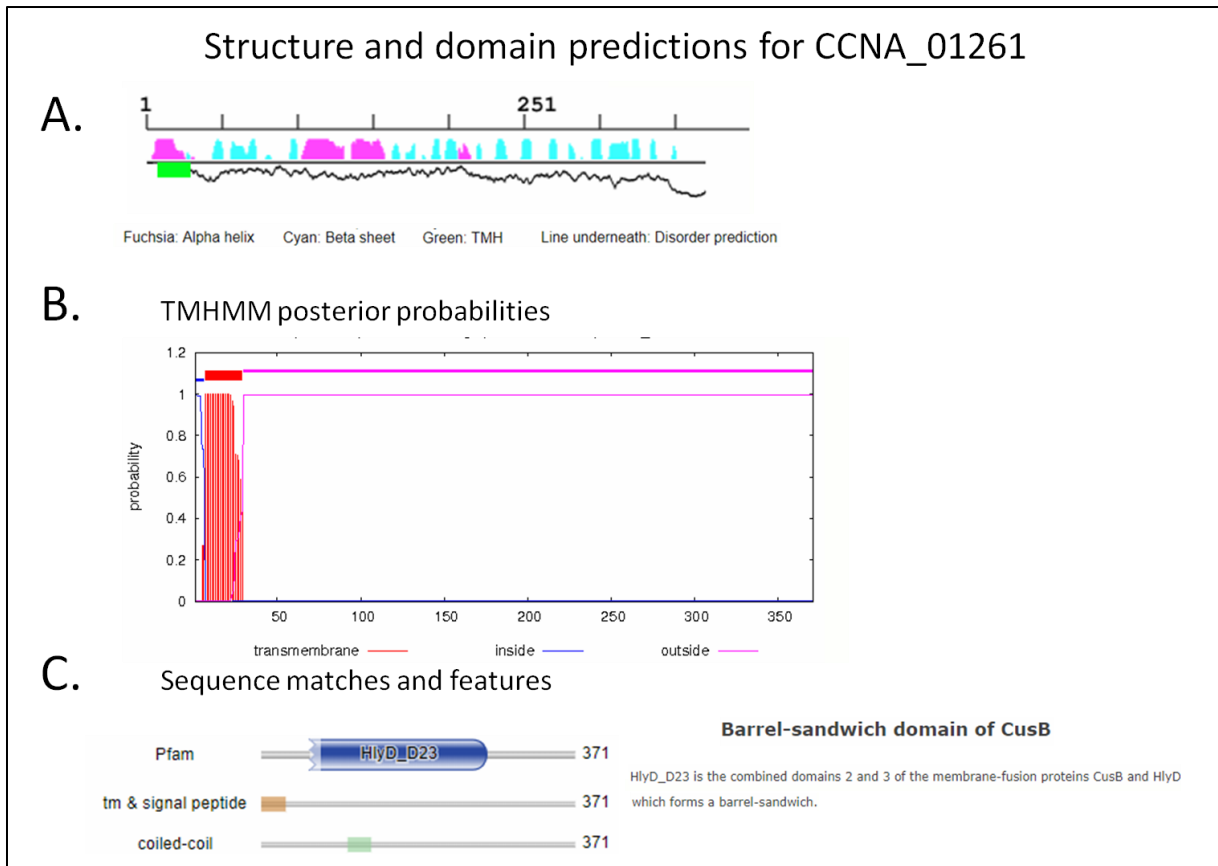 Structure and domain predictions for CCNA_01261
A.
1 251
Fuchsia: Alpha helix Cyan: Beta sheet Green: TMH Line underneath: Disorder prediction
B.
TMHMM posterior probabilities
1.2
1
0.8
0.6
0.4
0.2
0
probability
50 100 150 200 250 300 350
transmembrane inside outside
C.
Sequence matches and features
Pfam HlyD_D23 371
tm & signal peptide 371
coiled-coil 371
Barrel-sandwich domain of CusB
HlyD_D23 is the combined domains 2 and 3 of the membrane-fusion proteins CusB and HlyD
which forms a barrel-sandwich.